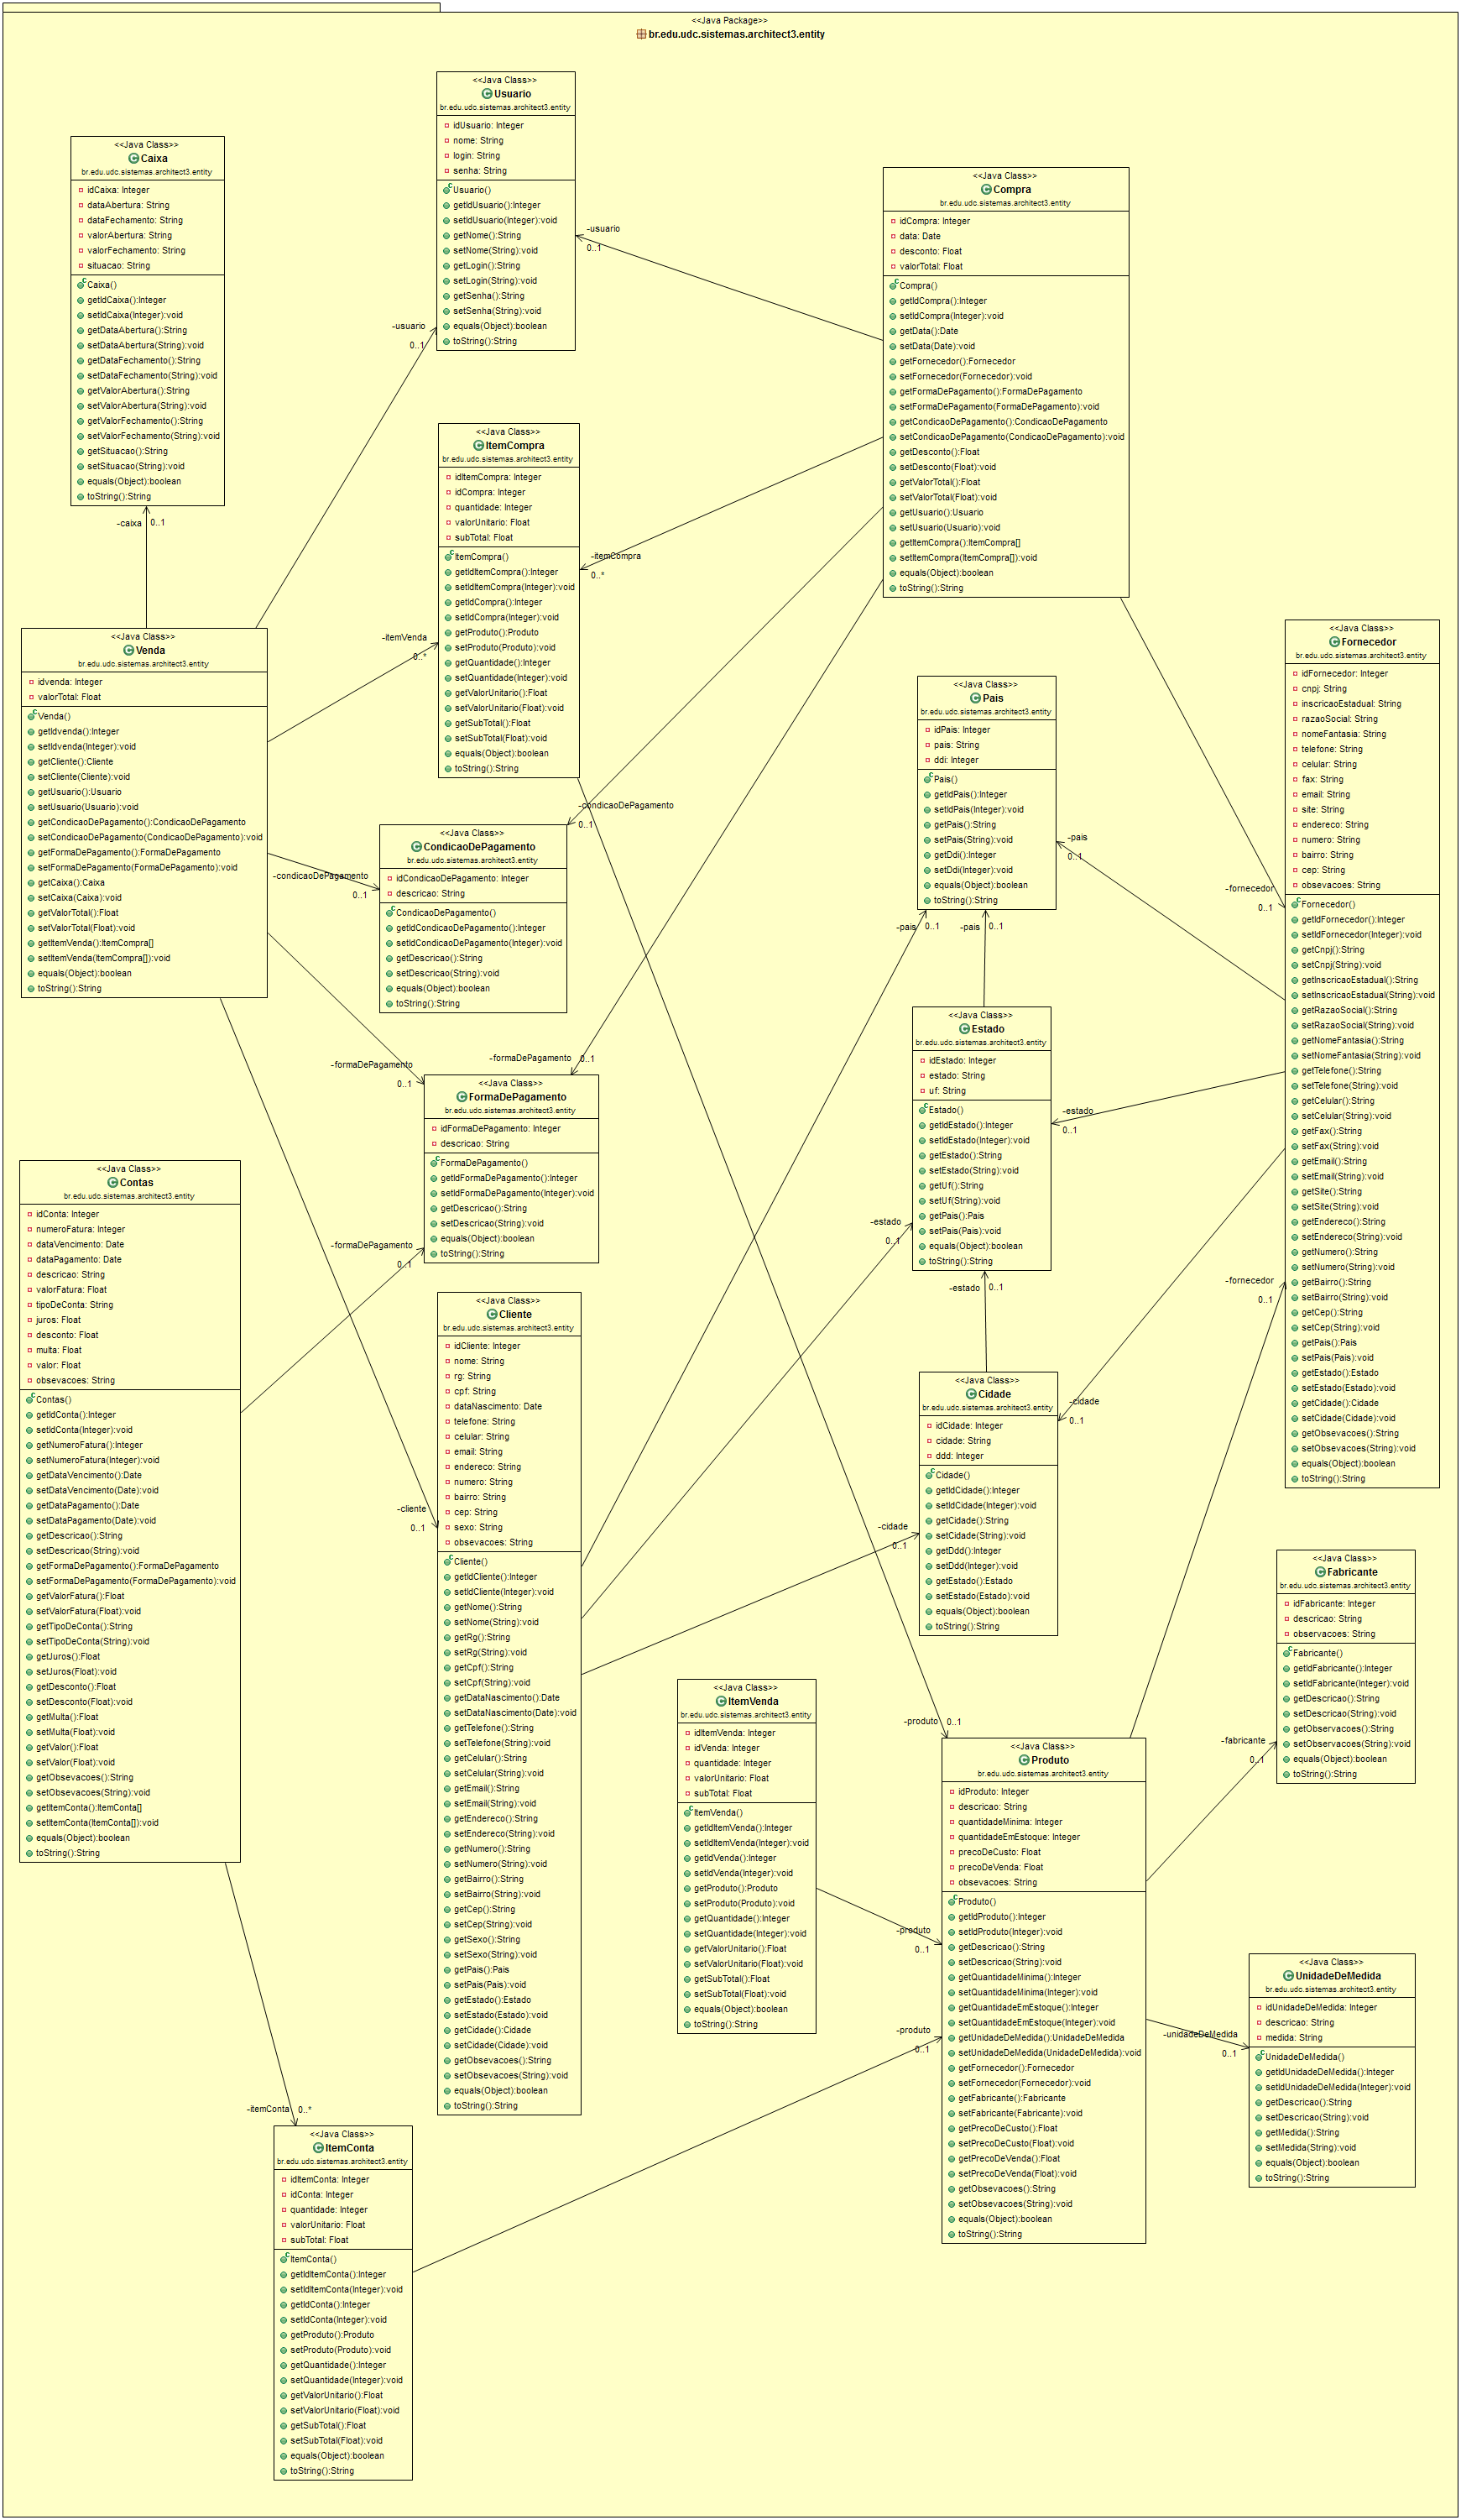 <<Java Package>>
br.edu.udc.sistemas.architect3.entity
<<Java Class>>
Usuario
br.edu.udc.sistemas.architect3.entity
idUsuario: Integer
nome: String
login: String
senha: String
Usuario()
getIdUsuario():Integer
setIdUsuario(Integer):void
getNome():String
setNome(String):void
getLogin():String
setLogin(String):void
getSenha():String
setSenha(String):void
equals(Object):boolean
toString():String
<<Java Class>>
Caixa
br.edu.udc.sistemas.architect3.entity
idCaixa: Integer
dataAbertura: String
dataFechamento: String
valorAbertura: String
valorFechamento: String
situacao: String
Caixa()
getIdCaixa():Integer
setIdCaixa(Integer):void
getDataAbertura():String
setDataAbertura(String):void
getDataFechamento():String
setDataFechamento(String):void
getValorAbertura():String
setValorAbertura(String):void
getValorFechamento():String
setValorFechamento(String):void
getSituacao():String
setSituacao(String):void
equals(Object):boolean
toString():String
<<Java Class>>
Compra
br.edu.udc.sistemas.architect3.entity
idCompra: Integer
data: Date
desconto: Float
valorTotal: Float
Compra()
getIdCompra():Integer
setIdCompra(Integer):void
getData():Date
setData(Date):void
getFornecedor():Fornecedor
setFornecedor(Fornecedor):void
getFormaDePagamento():FormaDePagamento
setFormaDePagamento(FormaDePagamento):void
getCondicaoDePagamento():CondicaoDePagamento
setCondicaoDePagamento(CondicaoDePagamento):void
getDesconto():Float
setDesconto(Float):void
getValorTotal():Float
setValorTotal(Float):void
getUsuario():Usuario
setUsuario(Usuario):void
getItemCompra():ItemCompra[]
setItemCompra(ItemCompra[]):void
equals(Object):boolean
toString():String
-usuario
0..1
-usuario
0..1
<<Java Class>>
ItemCompra
br.edu.udc.sistemas.architect3.entity
idItemCompra: Integer
idCompra: Integer
quantidade: Integer
valorUnitario: Float
subTotal: Float
ItemCompra()
getIdItemCompra():Integer
setIdItemCompra(Integer):void
getIdCompra():Integer
setIdCompra(Integer):void
getProduto():Produto
setProduto(Produto):void
getQuantidade():Integer
setQuantidade(Integer):void
getValorUnitario():Float
setValorUnitario(Float):void
getSubTotal():Float
setSubTotal(Float):void
equals(Object):boolean
toString():String
-caixa
0..1
-itemCompra
0..*
-itemVenda
0..*
<<Java Class>>
Venda
br.edu.udc.sistemas.architect3.entity
idvenda: Integer
valorTotal: Float
Venda()
getIdvenda():Integer
setIdvenda(Integer):void
getCliente():Cliente
setCliente(Cliente):void
getUsuario():Usuario
setUsuario(Usuario):void
getCondicaoDePagamento():CondicaoDePagamento
setCondicaoDePagamento(CondicaoDePagamento):void
getFormaDePagamento():FormaDePagamento
setFormaDePagamento(FormaDePagamento):void
getCaixa():Caixa
setCaixa(Caixa):void
getValorTotal():Float
setValorTotal(Float):void
getItemVenda():ItemCompra[]
setItemVenda(ItemCompra[]):void
equals(Object):boolean
toString():String
<<Java Class>>
Fornecedor
br.edu.udc.sistemas.architect3.entity
idFornecedor: Integer
cnpj: String
inscricaoEstadual: String
razaoSocial: String
nomeFantasia: String
telefone: String
celular: String
fax: String
email: String
site: String
endereco: String
numero: String
bairro: String
cep: String
obsevacoes: String
Fornecedor()
getIdFornecedor():Integer
setIdFornecedor(Integer):void
getCnpj():String
setCnpj(String):void
getInscricaoEstadual():String
setInscricaoEstadual(String):void
getRazaoSocial():String
setRazaoSocial(String):void
getNomeFantasia():String
setNomeFantasia(String):void
getTelefone():String
setTelefone(String):void
getCelular():String
setCelular(String):void
getFax():String
setFax(String):void
getEmail():String
setEmail(String):void
getSite():String
setSite(String):void
getEndereco():String
setEndereco(String):void
getNumero():String
setNumero(String):void
getBairro():String
setBairro(String):void
getCep():String
setCep(String):void
getPais():Pais
setPais(Pais):void
getEstado():Estado
setEstado(Estado):void
getCidade():Cidade
setCidade(Cidade):void
getObsevacoes():String
setObsevacoes(String):void
equals(Object):boolean
toString():String
<<Java Class>>
Pais
br.edu.udc.sistemas.architect3.entity
idPais: Integer
pais: String
ddi: Integer
Pais()
getIdPais():Integer
setIdPais(Integer):void
getPais():String
setPais(String):void
getDdi():Integer
setDdi(Integer):void
equals(Object):boolean
toString():String
-condicaoDePagamento
0..1
<<Java Class>>
CondicaoDePagamento
br.edu.udc.sistemas.architect3.entity
idCondicaoDePagamento: Integer
descricao: String
CondicaoDePagamento()
getIdCondicaoDePagamento():Integer
setIdCondicaoDePagamento(Integer):void
getDescricao():String
setDescricao(String):void
equals(Object):boolean
toString():String
-condicaoDePagamento
0..1
-pais
0..1
-fornecedor
0..1
-pais
0..1
-pais
0..1
<<Java Class>>
Estado
br.edu.udc.sistemas.architect3.entity
idEstado: Integer
estado: String
uf: String
Estado()
getIdEstado():Integer
setIdEstado(Integer):void
getEstado():String
setEstado(String):void
getUf():String
setUf(String):void
getPais():Pais
setPais(Pais):void
equals(Object):boolean
toString():String
-formaDePagamento
0..1
-formaDePagamento
0..1
<<Java Class>>
FormaDePagamento
br.edu.udc.sistemas.architect3.entity
idFormaDePagamento: Integer
descricao: String
FormaDePagamento()
getIdFormaDePagamento():Integer
setIdFormaDePagamento(Integer):void
getDescricao():String
setDescricao(String):void
equals(Object):boolean
toString():String
-estado
0..1
<<Java Class>>
Contas
br.edu.udc.sistemas.architect3.entity
idConta: Integer
numeroFatura: Integer
dataVencimento: Date
dataPagamento: Date
descricao: String
valorFatura: Float
tipoDeConta: String
juros: Float
desconto: Float
multa: Float
valor: Float
obsevacoes: String
Contas()
getIdConta():Integer
setIdConta(Integer):void
getNumeroFatura():Integer
setNumeroFatura(Integer):void
getDataVencimento():Date
setDataVencimento(Date):void
getDataPagamento():Date
setDataPagamento(Date):void
getDescricao():String
setDescricao(String):void
getFormaDePagamento():FormaDePagamento
setFormaDePagamento(FormaDePagamento):void
getValorFatura():Float
setValorFatura(Float):void
getTipoDeConta():String
setTipoDeConta(String):void
getJuros():Float
setJuros(Float):void
getDesconto():Float
setDesconto(Float):void
getMulta():Float
setMulta(Float):void
getValor():Float
setValor(Float):void
getObsevacoes():String
setObsevacoes(String):void
getItemConta():ItemConta[]
setItemConta(ItemConta[]):void
equals(Object):boolean
toString():String
-formaDePagamento
0..1
-estado
0..1
-estado
0..1
-fornecedor
0..1
<<Java Class>>
Cliente
br.edu.udc.sistemas.architect3.entity
idCliente: Integer
nome: String
rg: String
cpf: String
dataNascimento: Date
telefone: String
celular: String
email: String
endereco: String
numero: String
bairro: String
cep: String
sexo: String
obsevacoes: String
Cliente()
getIdCliente():Integer
setIdCliente(Integer):void
getNome():String
setNome(String):void
getRg():String
setRg(String):void
getCpf():String
setCpf(String):void
getDataNascimento():Date
setDataNascimento(Date):void
getTelefone():String
setTelefone(String):void
getCelular():String
setCelular(String):void
getEmail():String
setEmail(String):void
getEndereco():String
setEndereco(String):void
getNumero():String
setNumero(String):void
getBairro():String
setBairro(String):void
getCep():String
setCep(String):void
getSexo():String
setSexo(String):void
getPais():Pais
setPais(Pais):void
getEstado():Estado
setEstado(Estado):void
getCidade():Cidade
setCidade(Cidade):void
getObsevacoes():String
setObsevacoes(String):void
equals(Object):boolean
toString():String
<<Java Class>>
Cidade
br.edu.udc.sistemas.architect3.entity
idCidade: Integer
cidade: String
ddd: Integer
Cidade()
getIdCidade():Integer
setIdCidade(Integer):void
getCidade():String
setCidade(String):void
getDdd():Integer
setDdd(Integer):void
getEstado():Estado
setEstado(Estado):void
equals(Object):boolean
toString():String
-cidade
0..1
-cliente
0..1
-cidade
0..1
<<Java Class>>
Fabricante
br.edu.udc.sistemas.architect3.entity
idFabricante: Integer
descricao: String
observacoes: String
Fabricante()
getIdFabricante():Integer
setIdFabricante(Integer):void
getDescricao():String
setDescricao(String):void
getObservacoes():String
setObservacoes(String):void
equals(Object):boolean
toString():String
<<Java Class>>
ItemVenda
br.edu.udc.sistemas.architect3.entity
idItemVenda: Integer
idVenda: Integer
quantidade: Integer
valorUnitario: Float
subTotal: Float
ItemVenda()
getIdItemVenda():Integer
setIdItemVenda(Integer):void
getIdVenda():Integer
setIdVenda(Integer):void
getProduto():Produto
setProduto(Produto):void
getQuantidade():Integer
setQuantidade(Integer):void
getValorUnitario():Float
setValorUnitario(Float):void
getSubTotal():Float
setSubTotal(Float):void
equals(Object):boolean
toString():String
-produto
0..1
-fabricante
0..1
<<Java Class>>
Produto
br.edu.udc.sistemas.architect3.entity
idProduto: Integer
descricao: String
quantidadeMinima: Integer
quantidadeEmEstoque: Integer
precoDeCusto: Float
precoDeVenda: Float
obsevacoes: String
Produto()
getIdProduto():Integer
setIdProduto(Integer):void
getDescricao():String
setDescricao(String):void
getQuantidadeMinima():Integer
setQuantidadeMinima(Integer):void
getQuantidadeEmEstoque():Integer
setQuantidadeEmEstoque(Integer):void
getUnidadeDeMedida():UnidadeDeMedida
setUnidadeDeMedida(UnidadeDeMedida):void
getFornecedor():Fornecedor
setFornecedor(Fornecedor):void
getFabricante():Fabricante
setFabricante(Fabricante):void
getPrecoDeCusto():Float
setPrecoDeCusto(Float):void
getPrecoDeVenda():Float
setPrecoDeVenda(Float):void
getObsevacoes():String
setObsevacoes(String):void
equals(Object):boolean
toString():String
-produto
0..1
<<Java Class>>
UnidadeDeMedida
br.edu.udc.sistemas.architect3.entity
idUnidadeDeMedida: Integer
descricao: String
medida: String
UnidadeDeMedida()
getIdUnidadeDeMedida():Integer
setIdUnidadeDeMedida(Integer):void
getDescricao():String
setDescricao(String):void
getMedida():String
setMedida(String):void
equals(Object):boolean
toString():String
-produto
0..1
-unidadeDeMedida
0..1
-itemConta
0..*
<<Java Class>>
ItemConta
br.edu.udc.sistemas.architect3.entity
idItemConta: Integer
idConta: Integer
quantidade: Integer
valorUnitario: Float
subTotal: Float
ItemConta()
getIdItemConta():Integer
setIdItemConta(Integer):void
getIdConta():Integer
setIdConta(Integer):void
getProduto():Produto
setProduto(Produto):void
getQuantidade():Integer
setQuantidade(Integer):void
getValorUnitario():Float
setValorUnitario(Float):void
getSubTotal():Float
setSubTotal(Float):void
equals(Object):boolean
toString():String